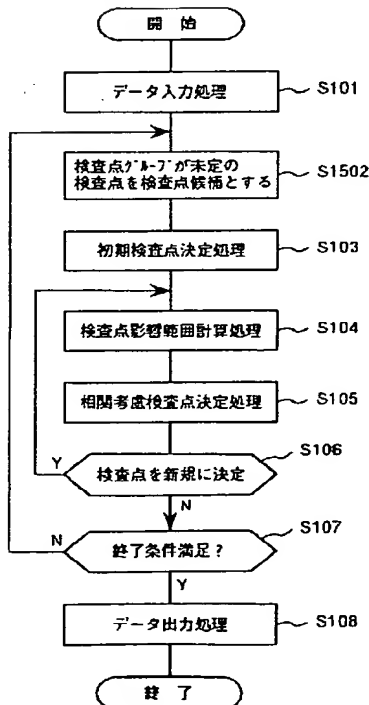 開 始
データ入力処理
S101
検査点グループが未定の
検査点を検査点候補とする
S1502
初期検査点決定処理
S103
検査点影響範囲計算処理
S104
相関考慮検査点決定処理
S105
S106
検査点を新規に決定
Y
N
S107
終了条件満足?
N
Y
データ出力処理
S108
終 了